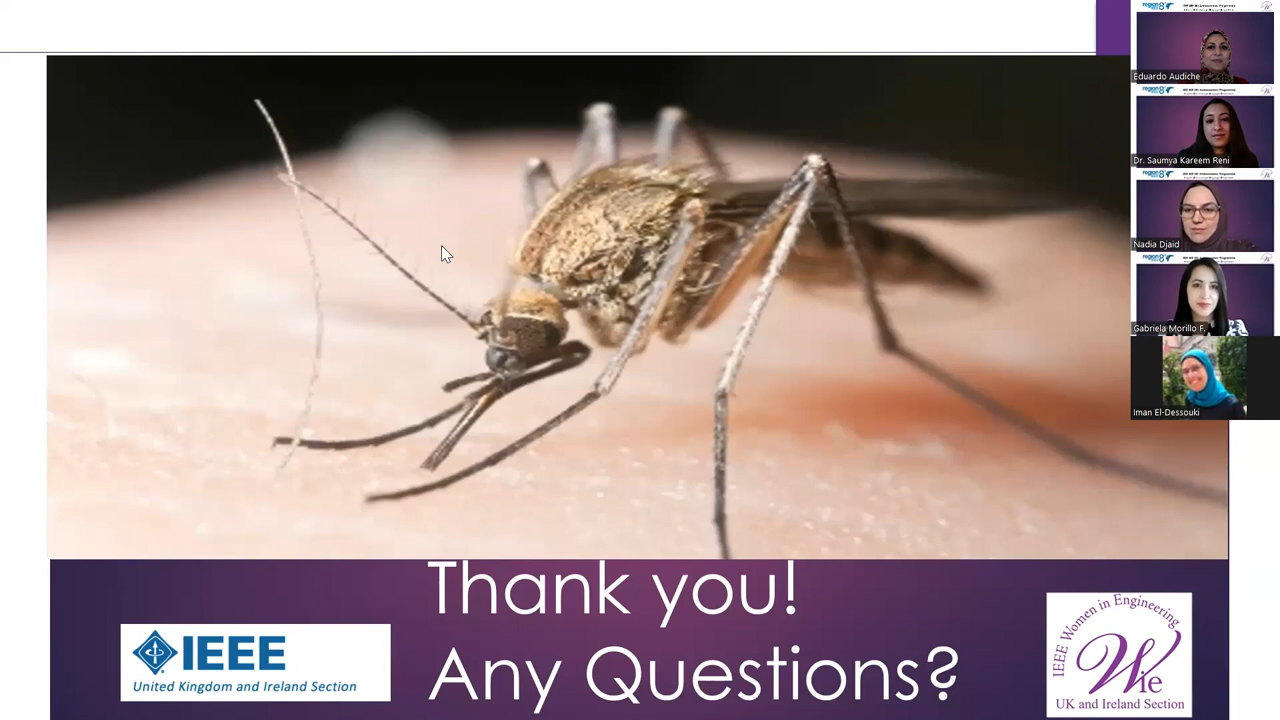 Eduardo Audiche
Dr. Saumya Kareem Reni
Nadia Djaid
Gabriela Morillo F.
Iman El-Dessouki
Thank you!
Any Questions?
IEEE
United Kingdom and Ireland Section
IEEE Women in Engineering
Wie
UK and Ireland Section